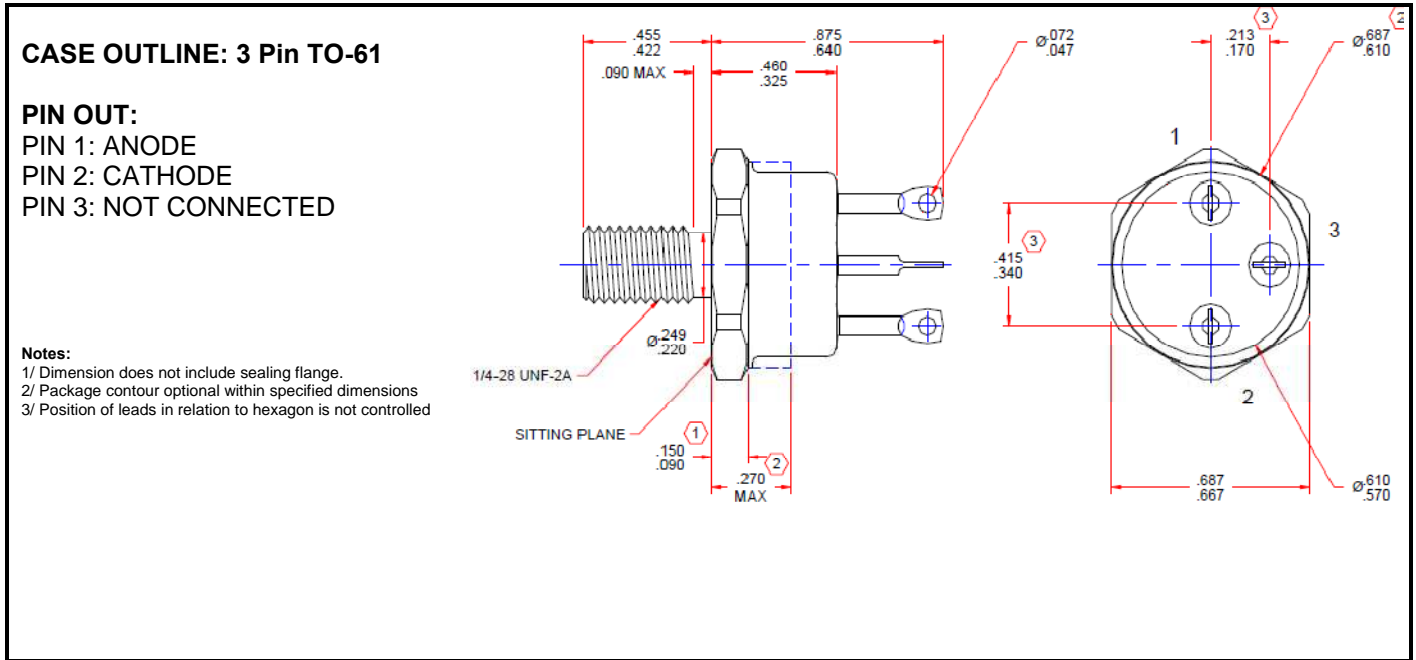 CASE OUTLINE: 3 Pin TO-61
PIN OUT:
PIN 1: ANODE
PIN 2: CATHODE
PIN 3: NOT CONNECTED
Notes:
1/ Dimension does not include sealing flange.
2/ Package contour optional within specified dimensions
3/ Position of leads in relation to hexagon is not controlled
.455
.422
.875
.640
.090 MAX
.460
.325
Ø.072
.047
Ø.249
.220
1/4-28 UNF-2A
SITTING PLANE
1
.150
.090
2
.270
MAX
3
.213
.170
2
Ø.687
.610
1
3
2
3
.415
.340
.687
.667
Ø.610
.570